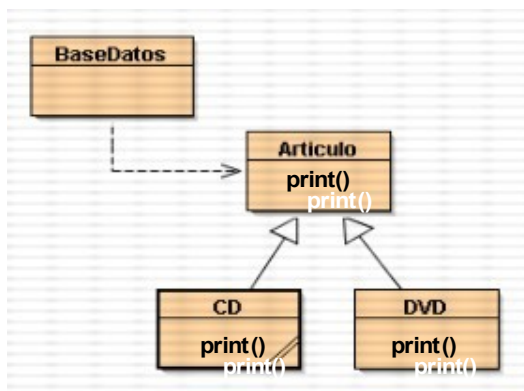 BaseDatos
Articulo
print()
print()
CD
print()
print()
DVD
print()
print()